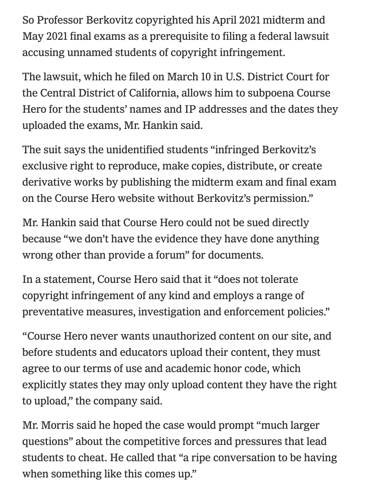 So Professor Berkovitz copyrighted his April 2021 midterm and
May 2021 final exams as a prerequisite to filing a federal lawsuit
accusing unnamed students of copyright infringement.
The lawsuit, which he filed on March 10 in U.S. District Court for
the Central District of California, allows him to subpoena Course
Hero for the students’ names and IP addresses and the dates they
uploaded the exams, Mr. Hankin said.
The suit says the unidentified students “infringed Berkovitz’s
exclusive right to reproduce, make copies, distribute, or create
derivative works by publishing the midterm exam and final exam
on the Course Hero website without Berkovitz’s permission.”
Mr. Hankin said that Course Hero could not be sued directly
because “we don’t have the evidence they have done anything
wrong other than provide a forum” for documents.
In a statement, Course Hero said that it “does not tolerate
copyright infringement of any kind and employs a range of
preventative measures, investigation and enforcement policies.”
“Course Hero never wants unauthorized content on our site, and
before students and educators upload their content, they must
agree to our terms of use and academic honor code, which
explicitly states they may only upload content they have the right
to upload,” the company said.
Mr. Morris said he hoped the case would prompt “much larger
questions” about the competitive forces and pressures that lead
students to cheat. He called that “a ripe conversation to be having
when something like this comes up.”